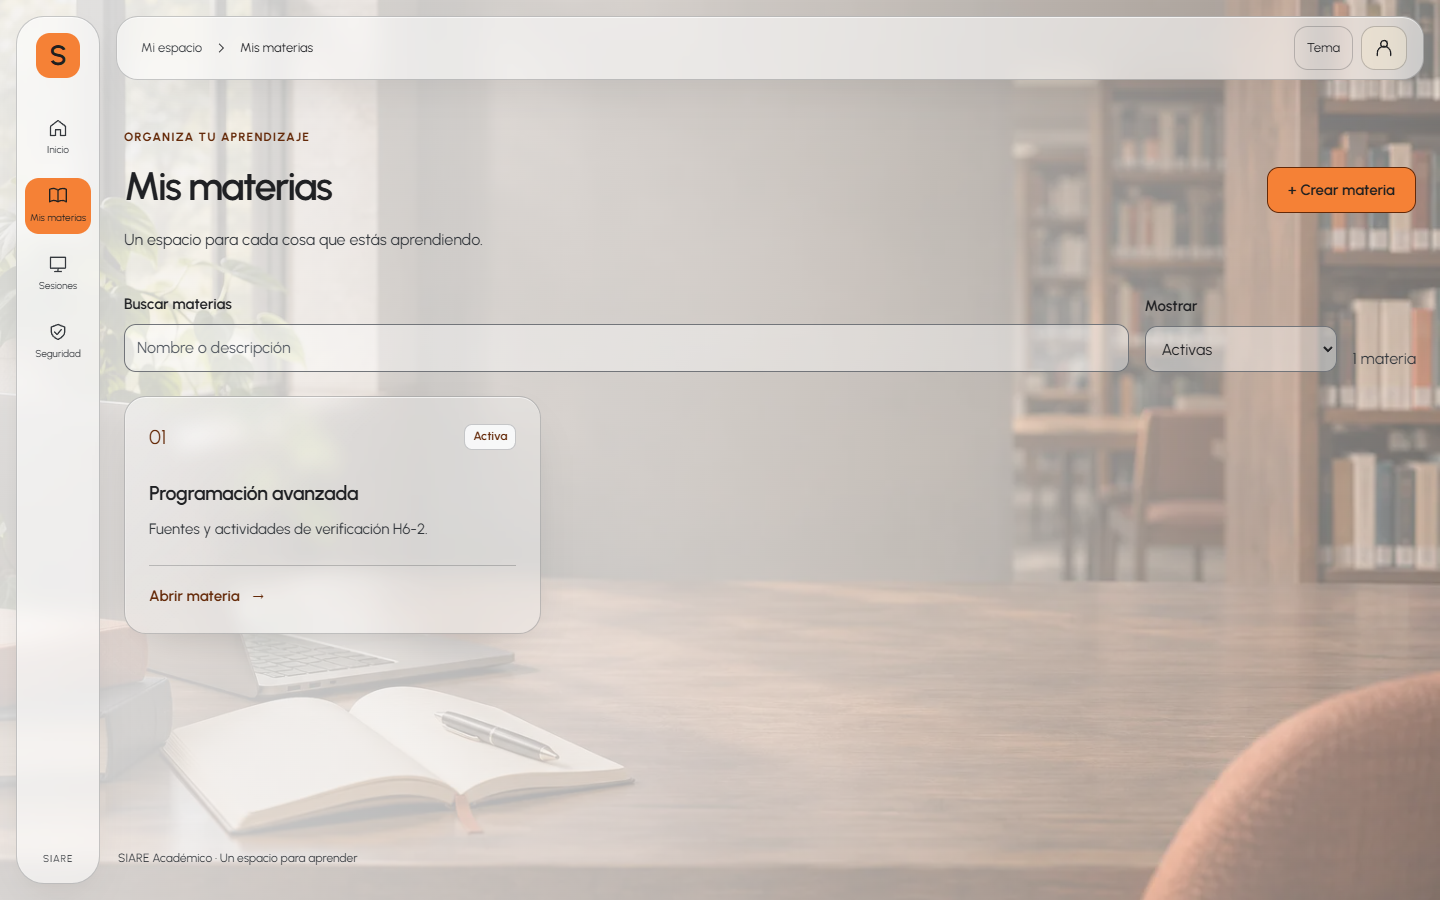 S
Mi espacio > Mis materias
Tema
Inicio
Mis materias
Sesiones
Seguridad
SIARE
ORGANIZA TU APRENDIZAJE
Mis materias
+ Crear materia
Un espacio para cada cosa que estás aprendiendo.
Buscar materias
Mostrar
Nombre o descripción
Activas
1 materia
01
Activa
Programación avanzada
Fuentes y actividades de verificación H6-2.
Abrir materia →
SIARE Académico · Un espacio para aprender